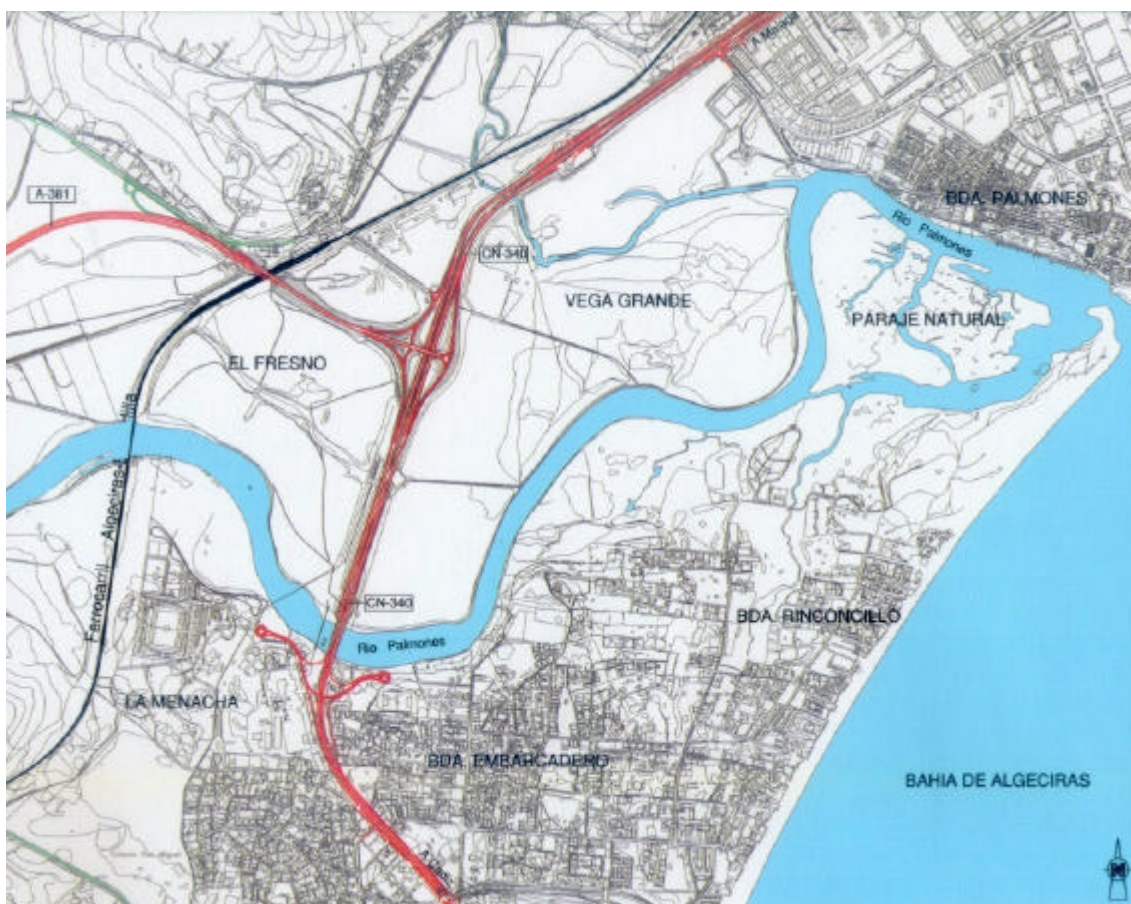 A Málaga
A-381
BDA. PALMONES
Rio Palmones
CN-340
VEGA GRANDE
PARAJE NATURAL
EL FRESNO
Ferrocarril Algeciras
CN-340
BDA. RINCONCILLO
Rio Palmones
LA MENACHA
BDA. EMBARCADERO
BAHIA DE ALGECIRAS
N